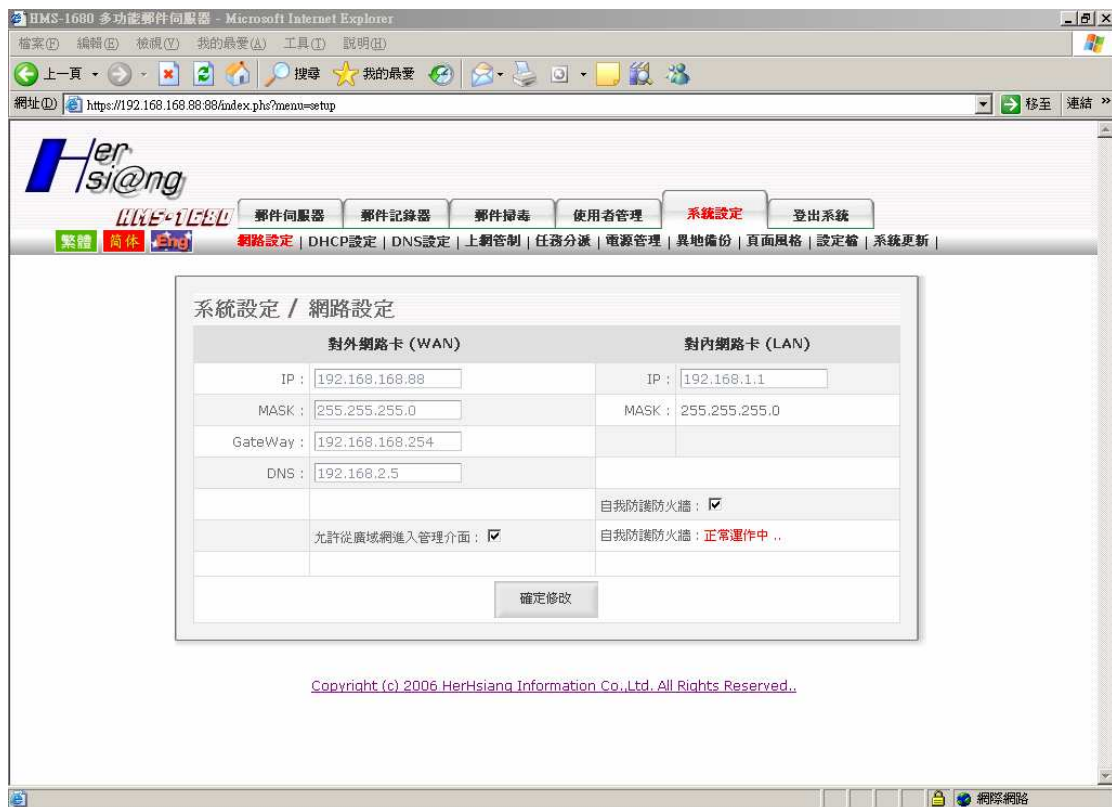 HMS-1680 多功能郵件伺服器 - Microsoft Internet Explorer
檔案(F) 編輯(E) 檢視(V) 我的最愛(A) 工具(T) 說明(H)
上一頁 搜尋 我的最愛
網址(D) https://192.168.168.88:88/index.phs?menu=setup 移至 連結 »
Her Hsi@ng
HMS-1680 郵件伺服器 郵件記錄器 郵件掃毒 使用者管理 系統設定 登出系統
繁體 简体 Eng 網路設定 | DHCP設定 | DNS設定 | 上網管制 | 任務分派 | 電源管理 | 異地備份 | 頁面風格 | 設定檔 | 系統更新 |
系統設定 / 網路設定
對外網路卡 (WAN) 對內網路卡 (LAN)
IP : 192.168.168.88 IP : 192.168.1.1
MASK : 255.255.255.0 MASK : 255.255.255.0
GateWay : 192.168.168.254
DNS : 192.168.2.5
自我防護防火牆 :
允許從廣域網進入管理介面 : 自我防護防火牆 : 正常運作中 ..
確定修改
Copyright (c) 2006 HerHsiang Information Co.,Ltd. All Rights Reserved..
網際網路